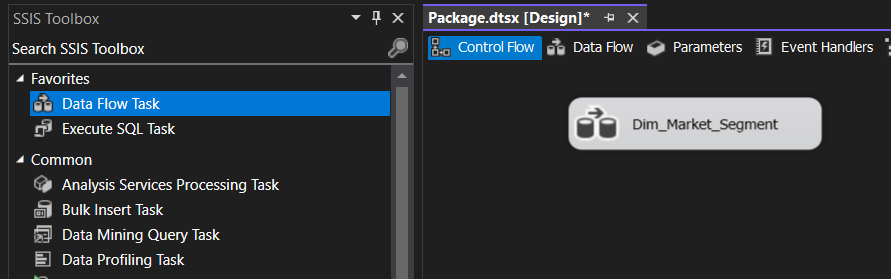 SSIS Toolbox
Search SSIS Toolbox
Favorites
Data Flow Task
Execute SQL Task
Common
Analysis Services Processing Task
Bulk Insert Task
Data Mining Query Task
Data Profiling Task
Package.dtsx [Design]*
Control Flow
Data Flow
Parameters
Event Handlers
Dim_Market_Segment